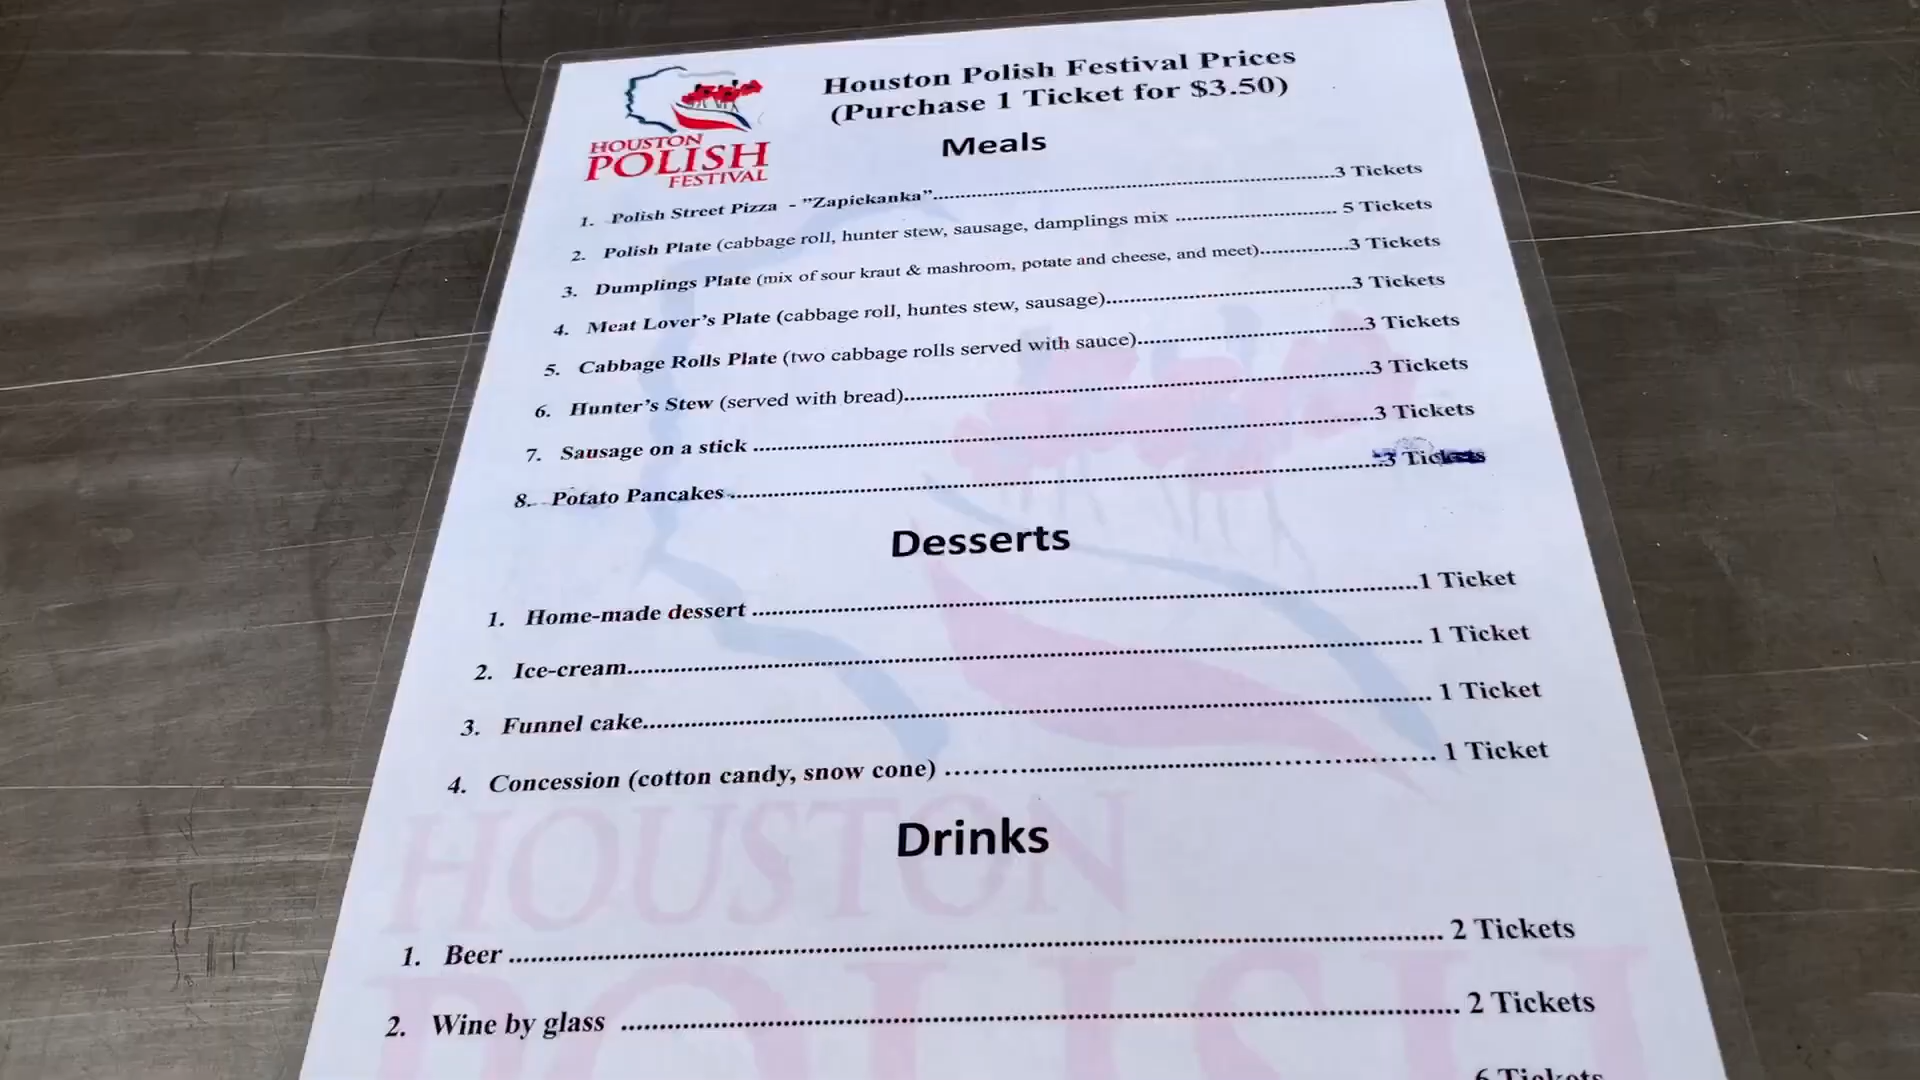 HOUSTON
POLISH
FESTIVAL
Houston Polish Festival Prices
(Purchase 1 Ticket for $3.50)
Meals
1. Polish Street Pizza - ”Zapiekanka”..........3 Tickets
2. Polish Plate (cabbage roll, hunter stew, sausage, damplings mix .......... 5 Tickets
3. Dumplings Plate (mix of sour kraut & mashroom, potate and cheese, and meet)..........3 Tickets
4. Meat Lover’s Plate (cabbage roll, huntes stew, sausage)..........3 Tickets
5. Cabbage Rolls Plate (two cabbage rolls served with sauce)..........3 Tickets
6. Hunter’s Stew (served with bread)..........3 Tickets
7. Sausage on a stick ..........3 Tickets
8. Potato Pancakes ..........3 Tickets
Desserts
1. Home-made dessert ..........1 Ticket
2. Ice-cream.......... 1 Ticket
3. Funnel cake.......... 1 Ticket
4. Concession (cotton candy, snow cone) .......... 1 Ticket
Drinks
HOUSTON
1. Beer .......... 2 Tickets
POLISH
2. Wine by glass .......... 2 Tickets
6 Tickets